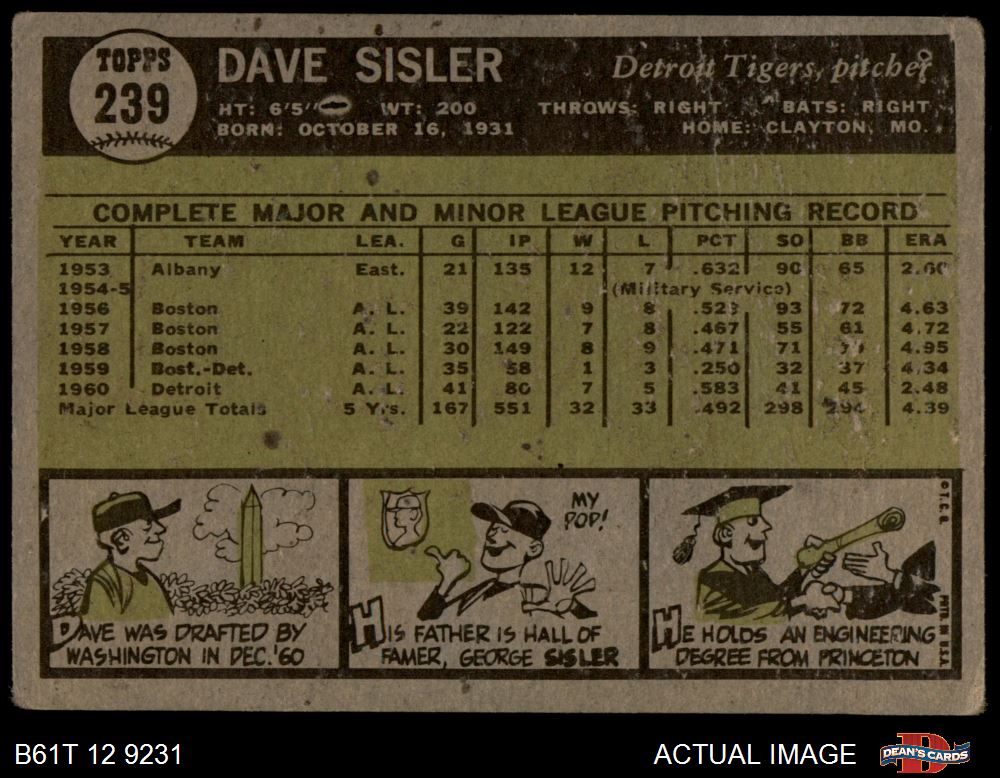 TOPPS
239
DAVE SISLER
Detroit Tigers, pitcher
HT: 6'5" WT: 200 THROWS: RIGHT BATS: RIGHT
BORN: OCTOBER 16, 1931 HOME: CLAYTON, MO.
COMPLETE MAJOR AND MINOR LEAGUE PITCHING RECORD
YEAR TEAM LEA. G IP W L PCT SO BB ERA
1953 Albany East. 21 135 12 7 .632 90 65
1954-5 (Military Service)
1956 Boston A. L. 39 142 9 8 93 72 4.63
1957 Boston A. L. 22 122 7 8 .467 55 61 4.72
1958 Boston A. L. 30 149 8 9 .471 71 4.95
1959 Bost.-Det. A. L. 35 58 1 3 .250 32 37 4.34
1960 Detroit A. L. 41 80 7 5 .583 41 45 2.48
Major League Totals 5 Yrs. 167 551 32 33 .492 298 294 4.39
DAVE WAS DRAFTED BY
WASHINGTON IN DEC. '60
MY
POP!
HIS FATHER IS HALL OF
FAMER, GEORGE SISLER
HE HOLDS AN ENGINEERING
DEGREE FROM PRINCETON
© T. C. G.
PRTD. IN U.S.A.
B61T 12 9231
ACTUAL IMAGE
DEAN'S CARDS